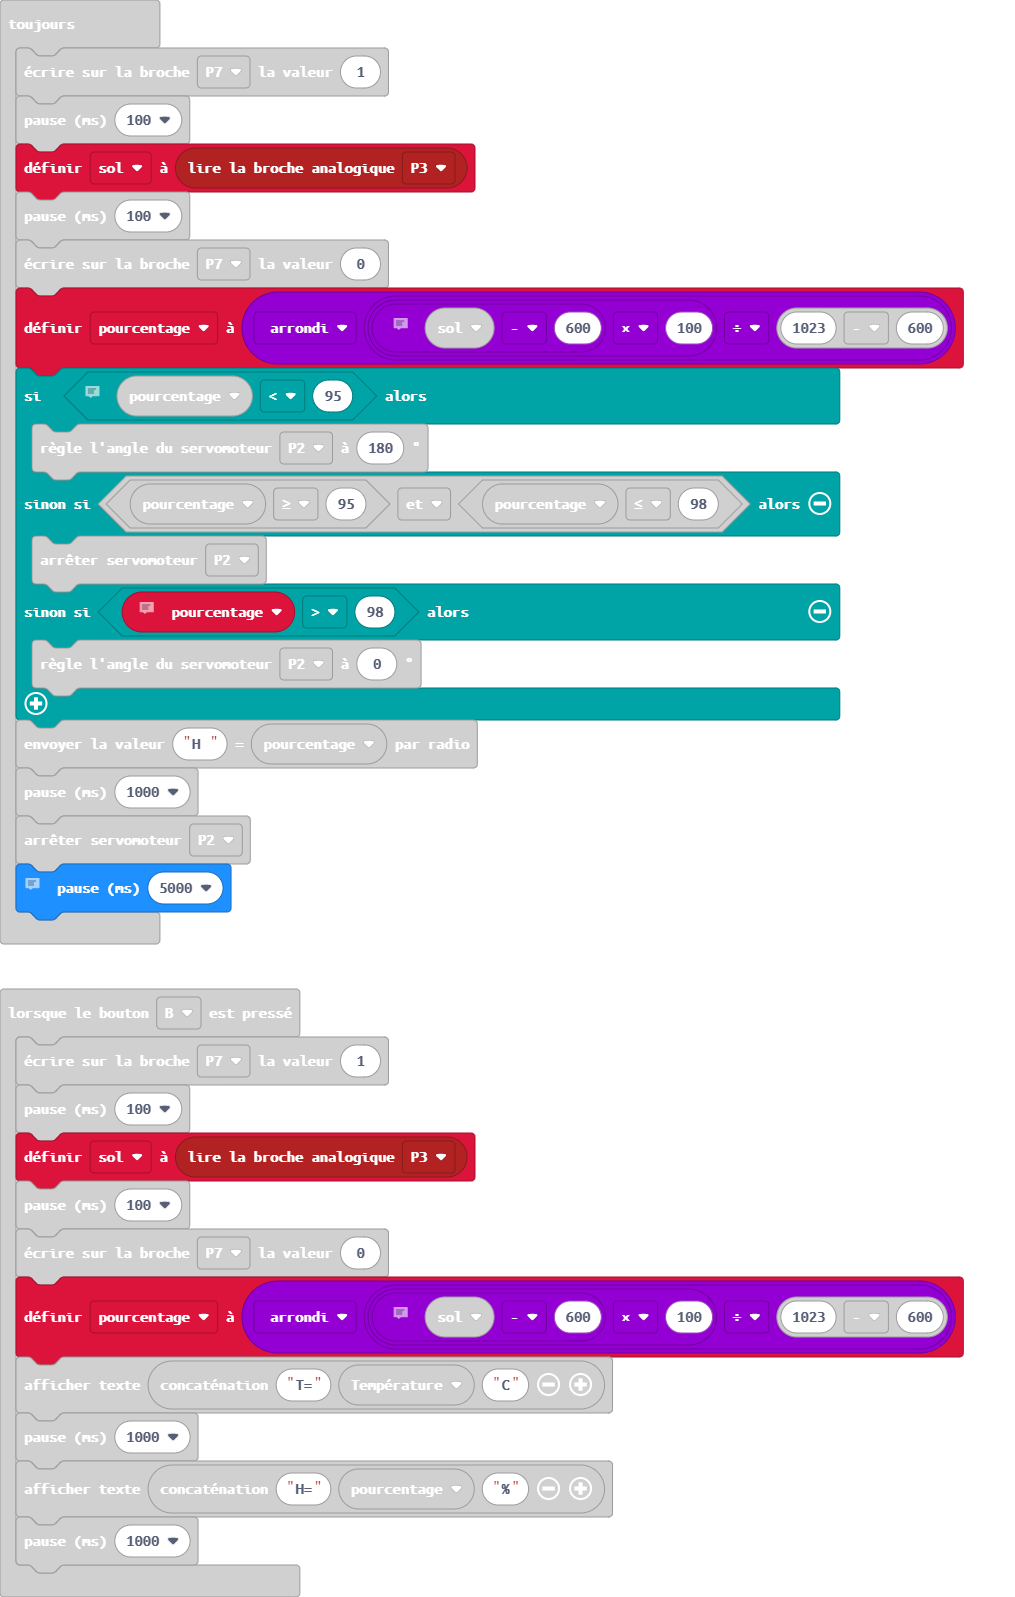 toujours
écrire sur la broche P7 la valeur 1
pause (ms) 100
définir sol à lire la broche analogique P3
pause (ms) 100
écrire sur la broche P7 la valeur 0
définir pourcentage à arrondi sol - 600 x 100 ÷ 1023 - 600
si pourcentage < 95 alors
règle l'angle du servomoteur P2 à 180 °
sinon si pourcentage ≥ 95 et pourcentage ≤ 98 alors
arrêter servomoteur P2
sinon si pourcentage > 98 alors
règle l'angle du servomoteur P2 à 0 °
envoyer la valeur "H " = pourcentage par radio
pause (ms) 1000
arrêter servomoteur P2
pause (ms) 5000
lorsque le bouton B est pressé
écrire sur la broche P7 la valeur 1
pause (ms) 100
définir sol à lire la broche analogique P3
pause (ms) 100
écrire sur la broche P7 la valeur 0
définir pourcentage à arrondi sol - 600 x 100 ÷ 1023 - 600
afficher texte concaténation "T=" Température "C"
pause (ms) 1000
afficher texte concaténation "H=" pourcentage "%"
pause (ms) 1000